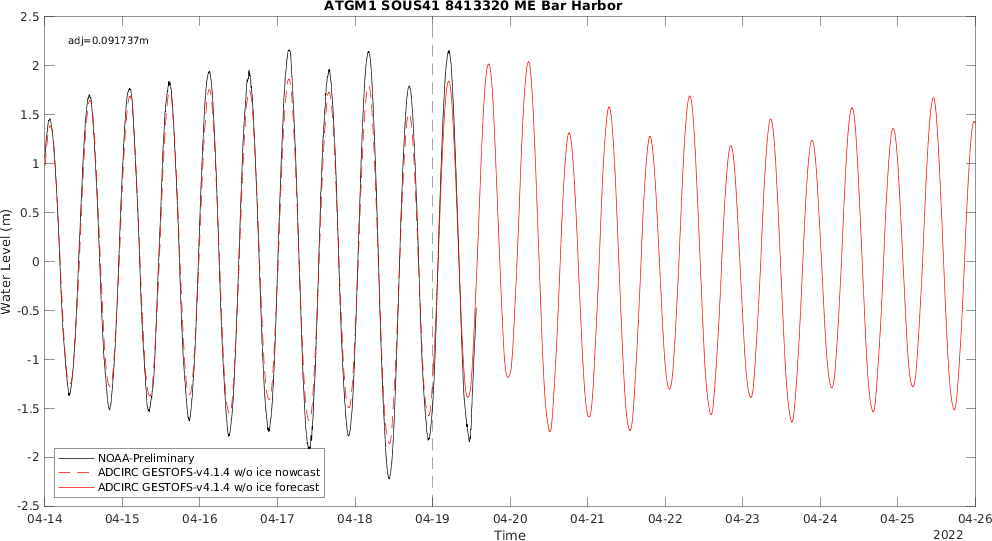 ATGM1 SOUS41 8413320 ME Bar Harbor
adj=0.091737m
2.5
2
1.5
1
0.5
0
-0.5
-1
-1.5
-2
-2.5
Water Level (m)
NOAA-Preliminary
ADCIRC GESTOFS-v4.1.4 w/o ice nowcast
ADCIRC GESTOFS-v4.1.4 w/o ice forecast
04-14 04-15 04-16 04-17 04-18 04-19 04-20 04-21 04-22 04-23 04-24 04-25 04-26
Time
2022